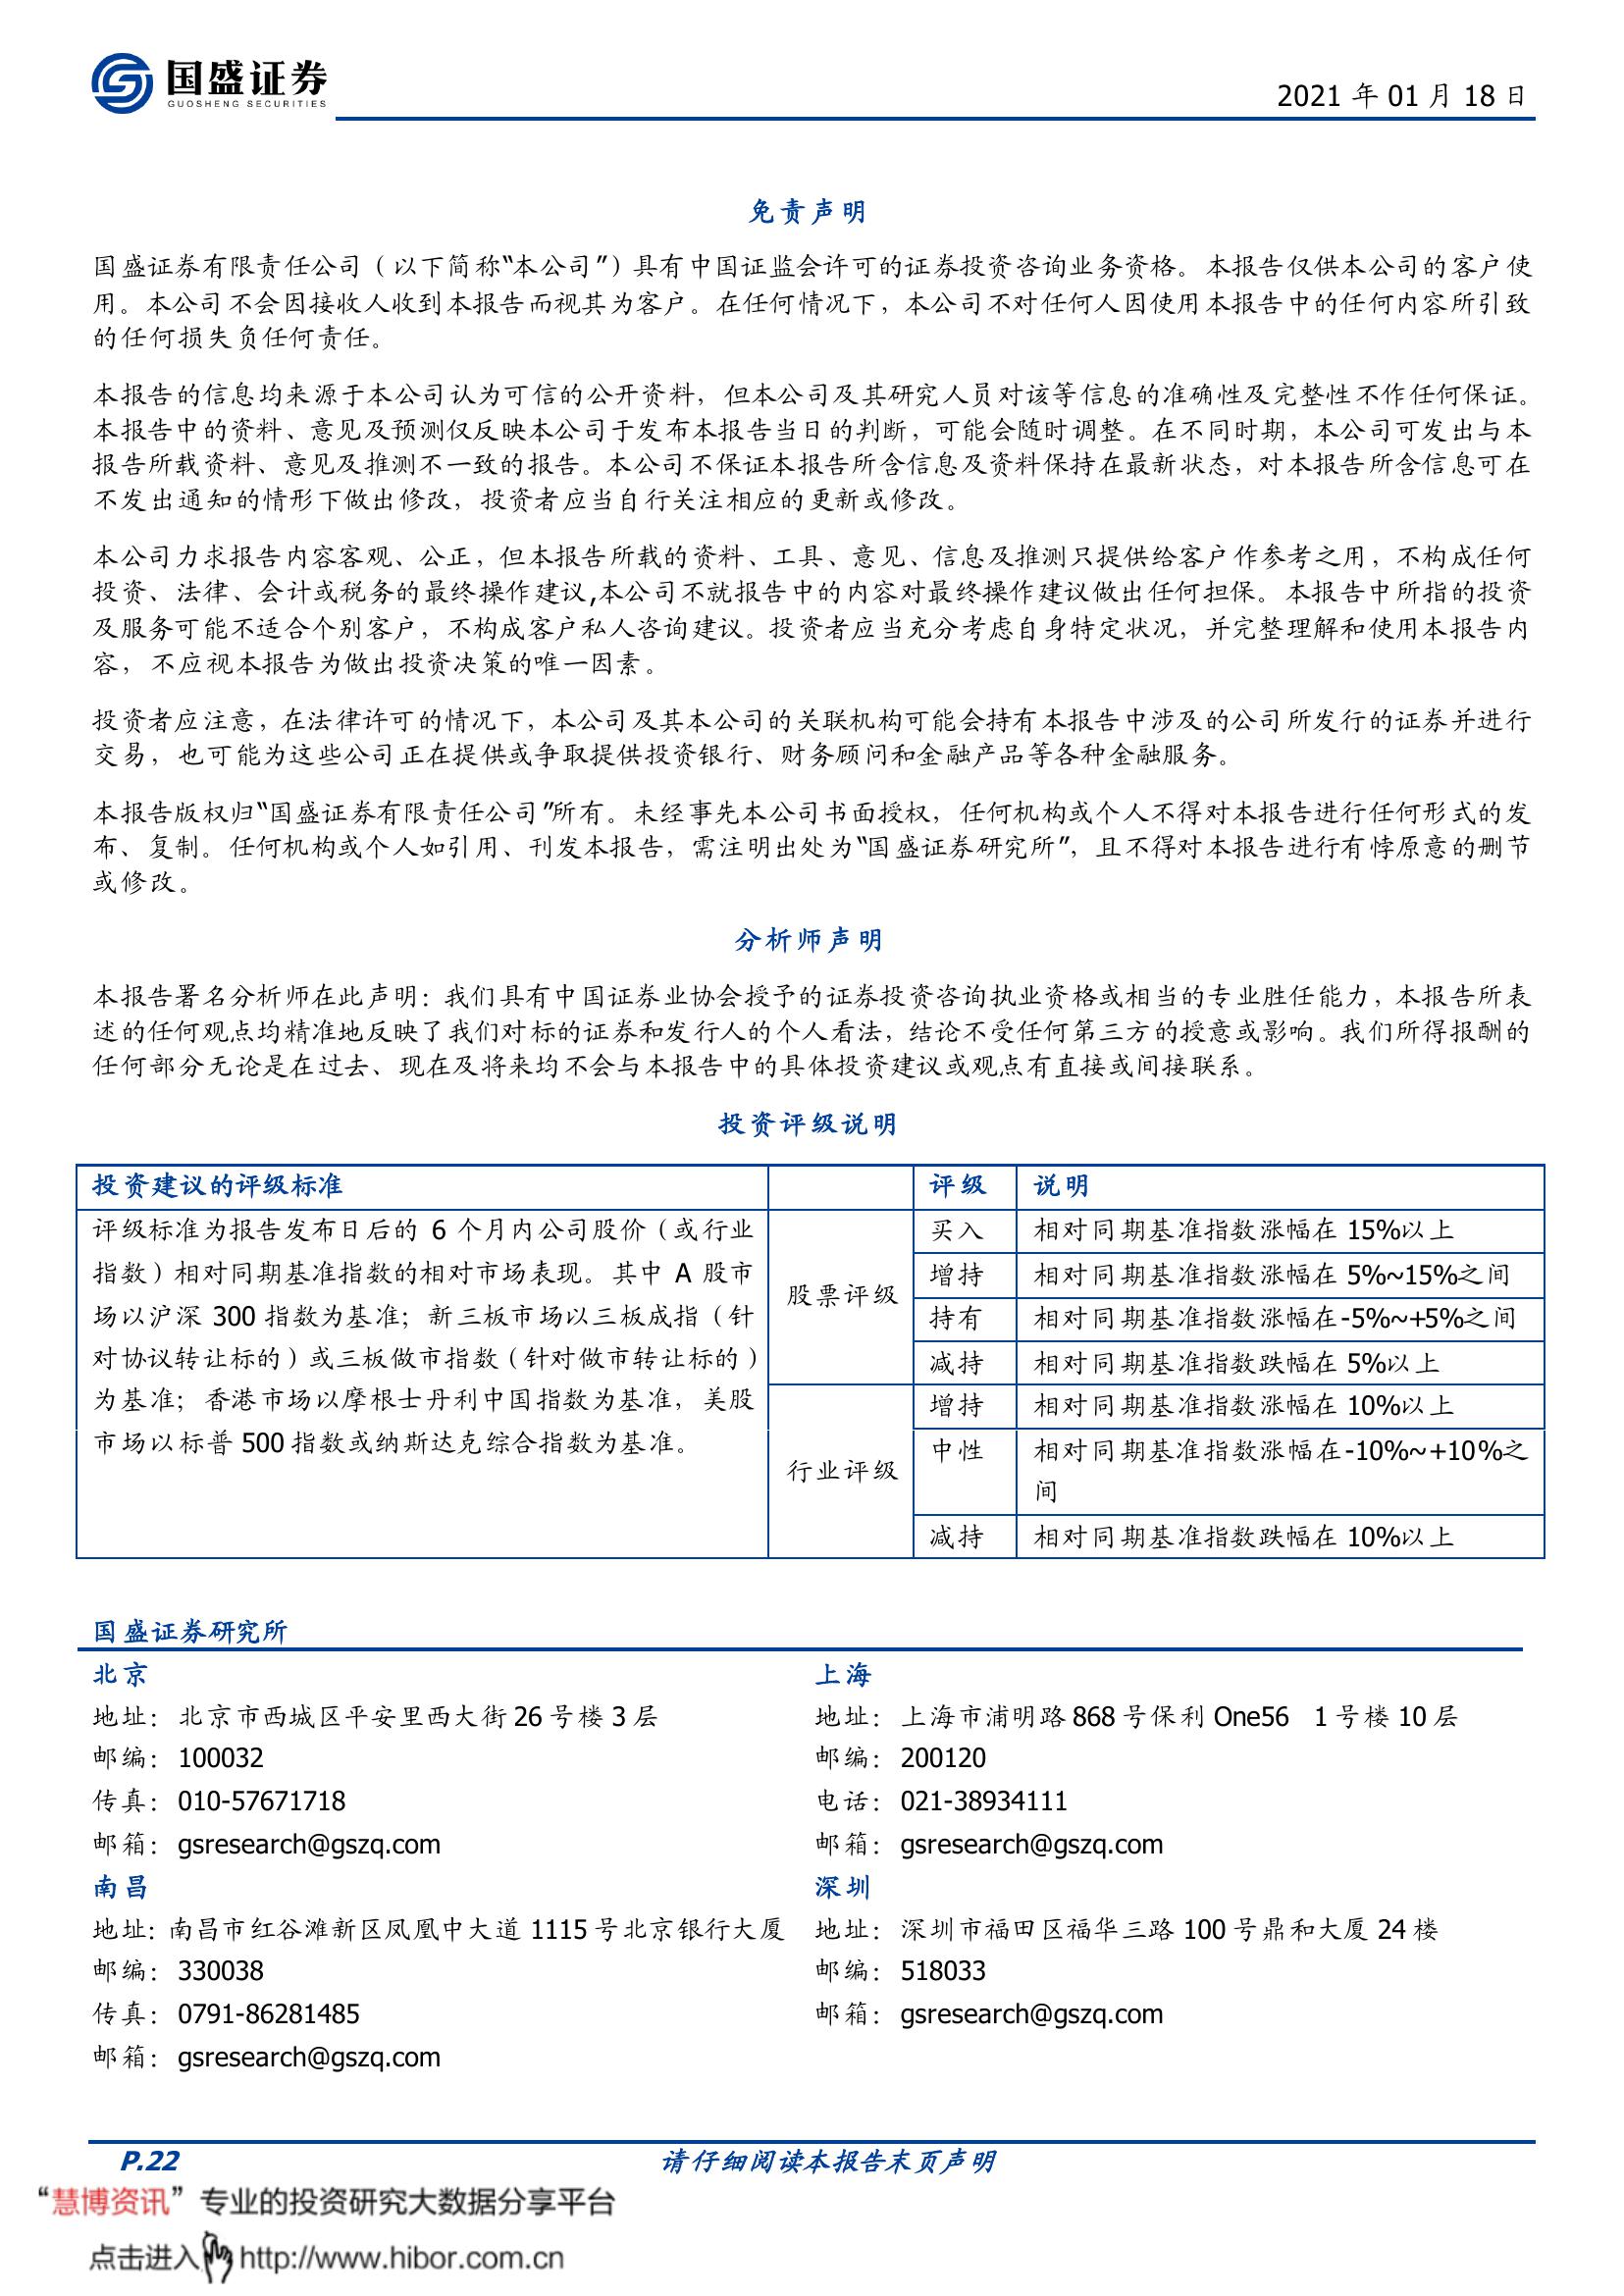 国盛证券
GUOSHENG SECURITIES
2021 年 01 月 18 日
免责声明
国盛证券有限责任公司（以下简称“本公司”）具有中国证监会许可的证券投资咨询业务资格。本报告仅供本公司的客户使
用。本公司不会因接收人收到本报告而视其为客户。在任何情况下，本公司不对任何人因使用本报告中的任何内容所引致
的任何损失负任何责任。
本报告的信息均来源于本公司认为可信的公开资料，但本公司及其研究人员对该等信息的准确性及完整性不作任何保证。
本报告中的资料、意见及预测仅反映本公司于发布本报告当日的判断，可能会随时调整。在不同时期，本公司可发出与本
报告所载资料、意见及推测不一致的报告。本公司不保证本报告所含信息及资料保持在最新状态，对本报告所含信息可在
不发出通知的情形下做出修改，投资者应当自行关注相应的更新或修改。
本公司力求报告内容客观、公正，但本报告所载的资料、工具、意见、信息及推测只提供给客户作参考之用，不构成任何
投资、法律、会计或税务的最终操作建议,本公司不就报告中的内容对最终操作建议做出任何担保。本报告中所指的投资
及服务可能不适合个别客户，不构成客户私人咨询建议。投资者应当充分考虑自身特定状况，并完整理解和使用本报告内
容，不应视本报告为做出投资决策的唯一因素。
投资者应注意，在法律许可的情况下，本公司及其本公司的关联机构可能会持有本报告中涉及的公司所发行的证券并进行
交易，也可能为这些公司正在提供或争取提供投资银行、财务顾问和金融产品等各种金融服务。
本报告版权归“国盛证券有限责任公司”所有。未经事先本公司书面授权，任何机构或个人不得对本报告进行任何形式的发
布、复制。任何机构或个人如引用、刊发本报告，需注明出处为“国盛证券研究所”，且不得对本报告进行有悖原意的删节
或修改。
分析师声明
本报告署名分析师在此声明：我们具有中国证券业协会授予的证券投资咨询执业资格或相当的专业胜任能力，本报告所表
述的任何观点均精准地反映了我们对标的证券和发行人的个人看法，结论不受任何第三方的授意或影响。我们所得报酬的
任何部分无论是在过去、现在及将来均不会与本报告中的具体投资建议或观点有直接或间接联系。
投资评级说明
投资建议的评级标准 评级 说明
评级标准为报告发布日后的 6 个月内公司股价（或行业
指数）相对同期基准指数的相对市场表现。其中 A 股市
场以沪深 300 指数为基准；新三板市场以三板成指（针
对协议转让标的）或三板做市指数（针对做市转让标的）
为基准；香港市场以摩根士丹利中国指数为基准，美股
市场以标普 500 指数或纳斯达克综合指数为基准。
股票评级
买入 相对同期基准指数涨幅在 15%以上
增持 相对同期基准指数涨幅在 5%~15%之间
持有 相对同期基准指数涨幅在-5%~+5%之间
减持 相对同期基准指数跌幅在 5%以上
行业评级
增持 相对同期基准指数涨幅在 10%以上
中性 相对同期基准指数涨幅在-10%~+10%之
间
减持 相对同期基准指数跌幅在 10%以上
国盛证券研究所
北京
地址：北京市西城区平安里西大街 26 号楼 3 层
邮编：100032
传真：010-57671718
邮箱：gsresearch@gszq.com
上海
地址：上海市浦明路 868 号保利 One56 1 号楼 10 层
邮编：200120
电话：021-38934111
邮箱：gsresearch@gszq.com
南昌
地址：南昌市红谷滩新区凤凰中大道 1115 号北京银行大厦
邮编：330038
传真：0791-86281485
邮箱：gsresearch@gszq.com
深圳
地址：深圳市福田区福华三路 100 号鼎和大厦 24 楼
邮编：518033
邮箱：gsresearch@gszq.com
P.22 请仔细阅读本报告末页声明
“慧博资讯”专业的投资研究大数据分享平台
点击进入 http://www.hibor.com.cn